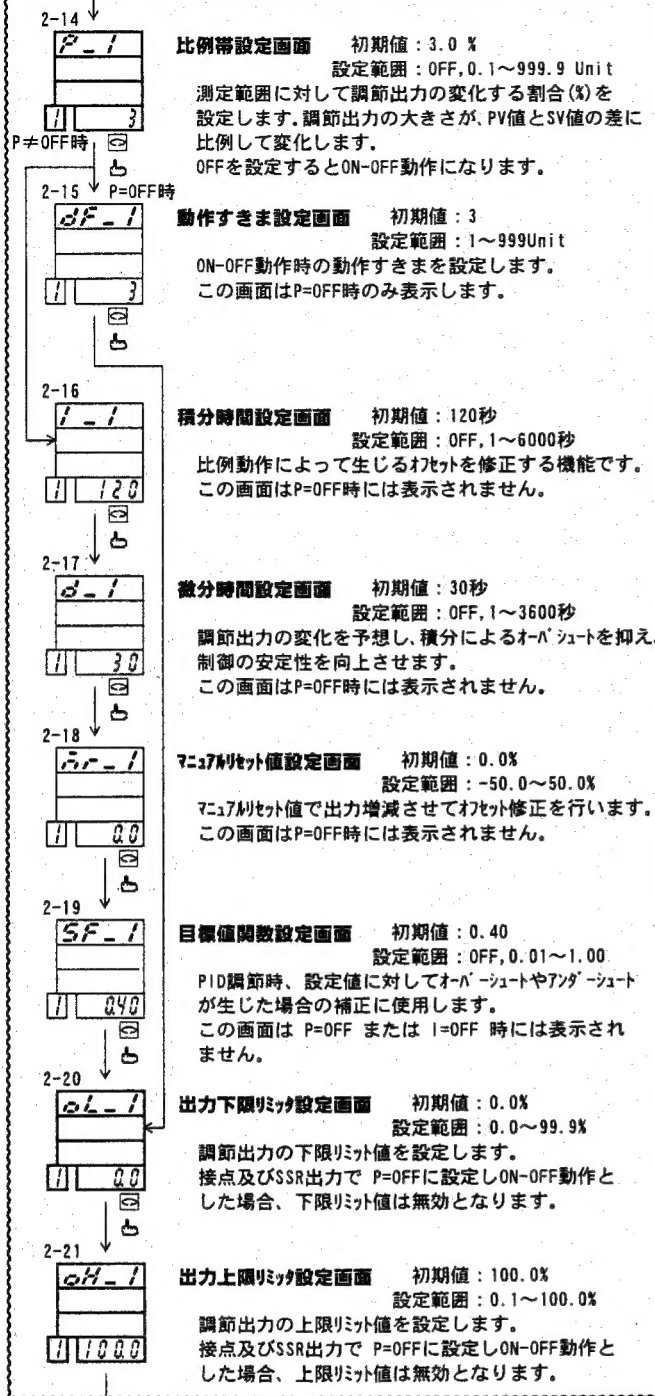 2-14
P_1
1 3
P≠OFF時
比例帯設定画面 初期値：3.0 %
設定範囲：OFF,0.1～999.9 Unit
測定範囲に対して調節出力の変化する割合(%)を
設定します.調節出力の大きさが、PV値とSV値の差に
比例して変化します。
OFFを設定するとON-OFF動作になります。
2-15 P=OFF時
dF_1
1 3
動作すきま設定画面 初期値：3
設定範囲：1～999Unit
ON-OFF動作時の動作すきまを設定します。
この画面はP=OFF時のみ表示します。
2-16
I_1
1 120
積分時間設定画面 初期値：120秒
設定範囲：OFF,1～6000秒
比例動作によって生じるｵﾌｾｯﾄを修正する機能です。
この画面はP=OFF時には表示されません。
2-17
d_1
1 30
微分時間設定画面 初期値：30秒
設定範囲：OFF,1～3600秒
調節出力の変化を予想し、積分によるｵｰﾊﾞｼｭｰﾄを抑え、
制御の安定性を向上させます。
この画面はP=OFF時には表示されません。
2-18
1 0.0
ﾏﾆｭｱﾙﾘｾｯﾄ値設定画面 初期値：0.0%
設定範囲：-50.0～50.0%
ﾏﾆｭｱﾙﾘｾｯﾄ値で出力増減させてｵﾌｾｯﾄ修正を行います。
この画面はP=OFF時には表示されません。
2-19
SF_1
1 0.40
目標値関数設定画面 初期値：0.40
設定範囲：OFF,0.01～1.00
PID調節時、設定値に対してｵｰﾊﾞｰｼｭｰﾄやｱﾝﾀﾞｰｼｭｰﾄ
が生じた場合の補正に使用します。
この画面は P=OFF または I=OFF 時には表示され
ません。
2-20
oL_1
1 0.0
出力下限ﾘﾐｯﾀ設定画面 初期値：0.0%
設定範囲：0.0～99.9%
調節出力の下限ﾘﾐｯﾄ値を設定します。
接点及びSSR出力で P=OFFに設定しON-OFF動作と
した場合、下限ﾘﾐｯﾄ値は無効となります。
2-21
oH_1
1 100.0
出力上限ﾘﾐｯﾀ設定画面 初期値：100.0%
設定範囲：0.1～100.0%
調節出力の上限ﾘﾐｯﾄ値を設定します。
接点及びSSR出力で P=OFFに設定しON-OFF動作と
した場合、上限ﾘﾐｯﾄ値は無効となります。